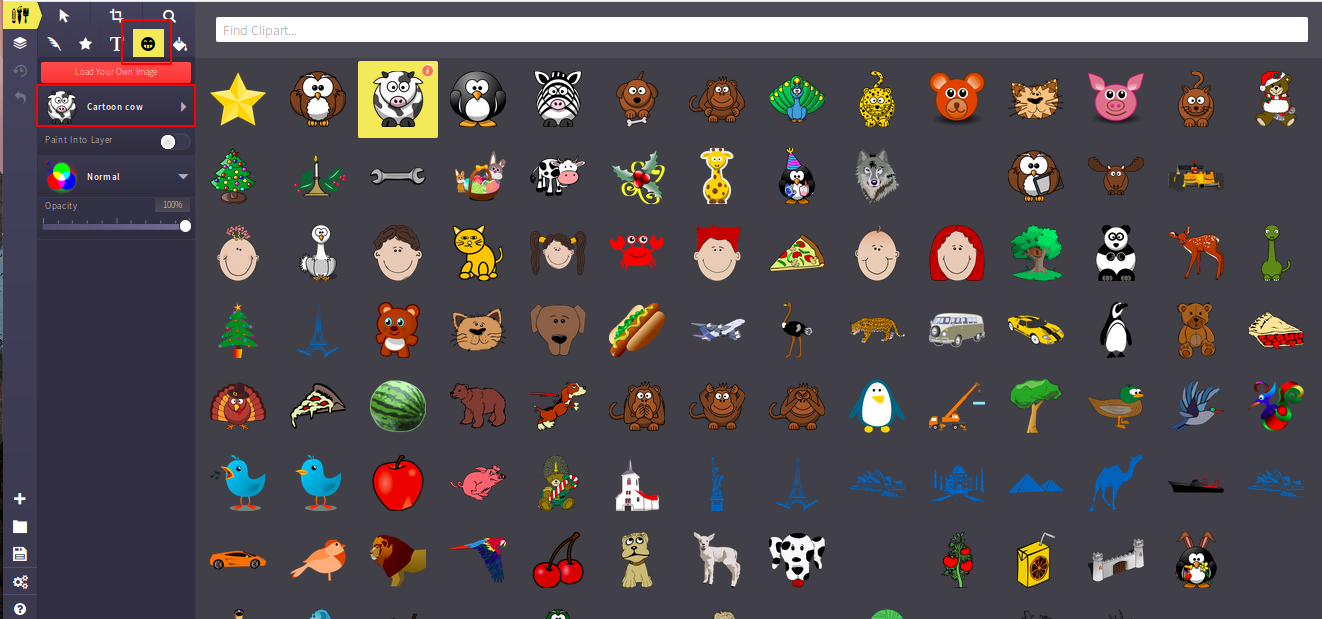 T
Find Clipart...
Load Your Own Image
Cartoon cow
Paint Into Layer
Normal
Opacity
100%